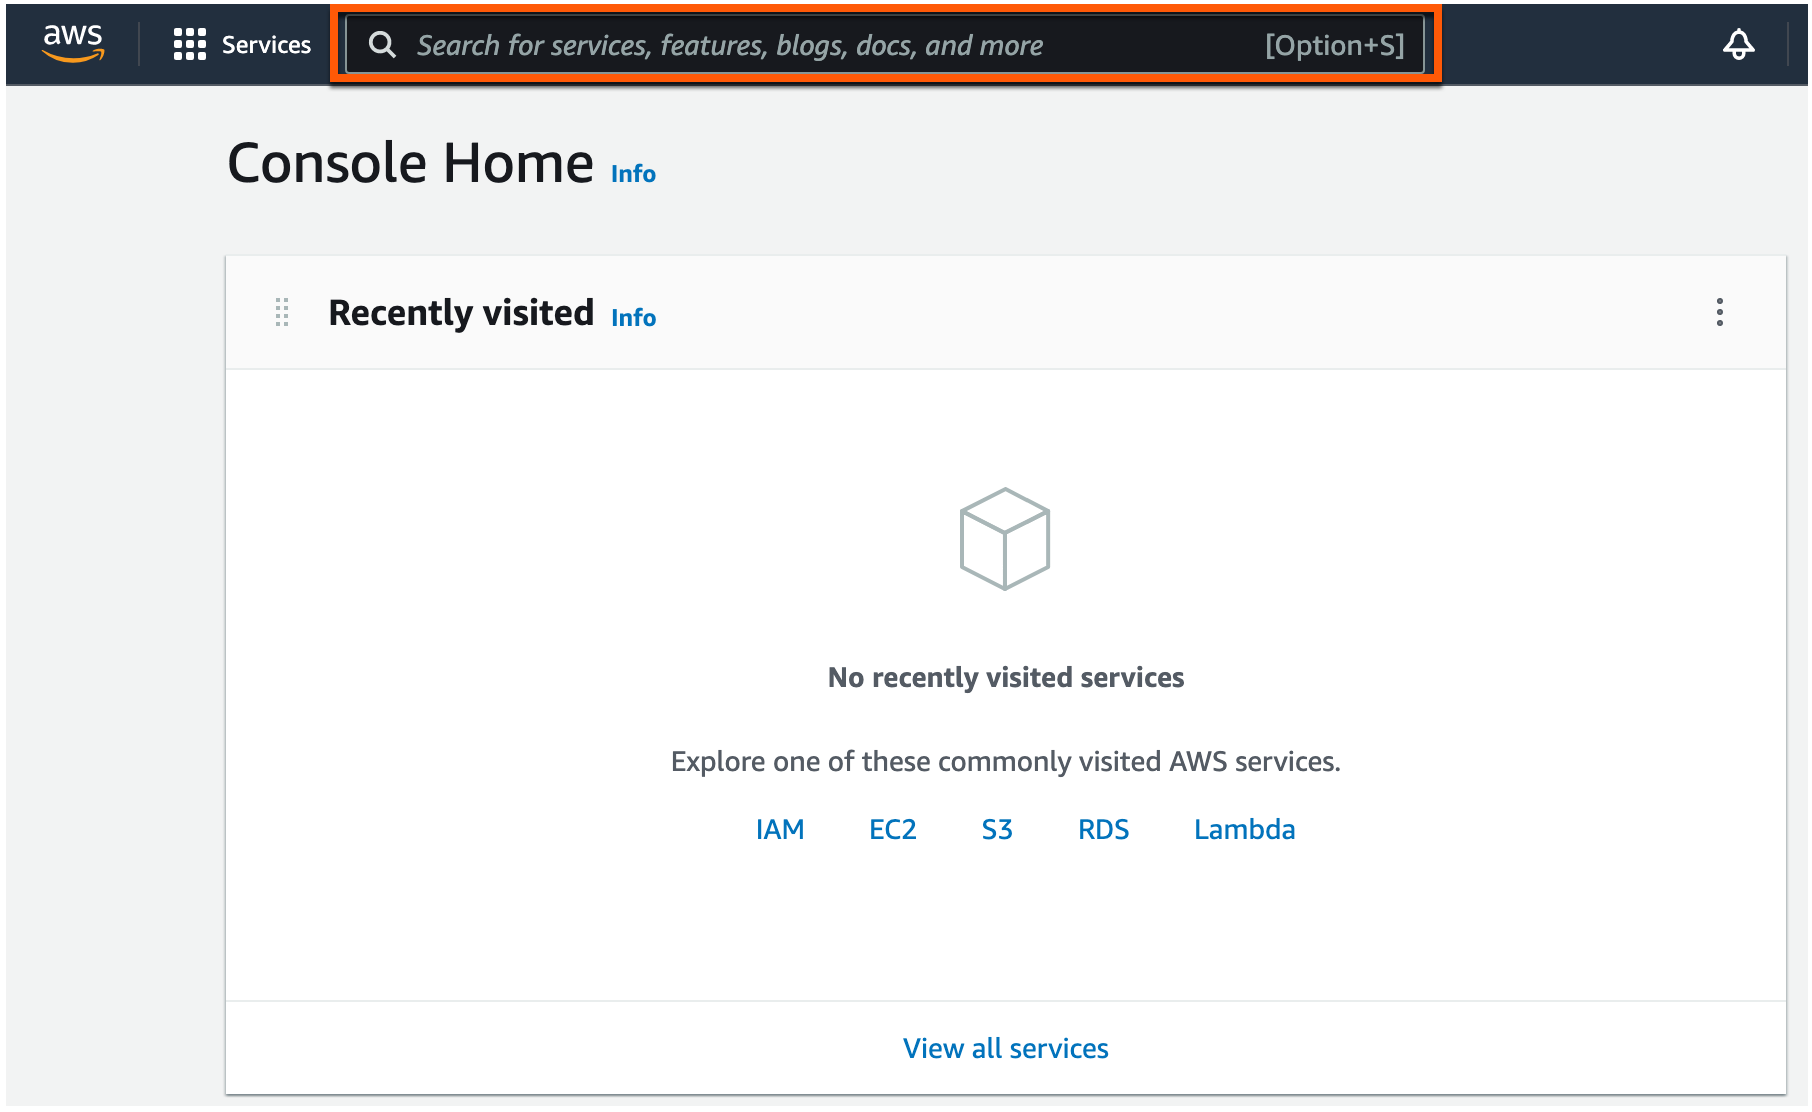 aws Services Search for services, features, blogs, docs, and more [Option+S]
Console Home Info
Recently visited Info
No recently visited services
Explore one of these commonly visited AWS services.
IAM EC2 S3 RDS Lambda
View all services